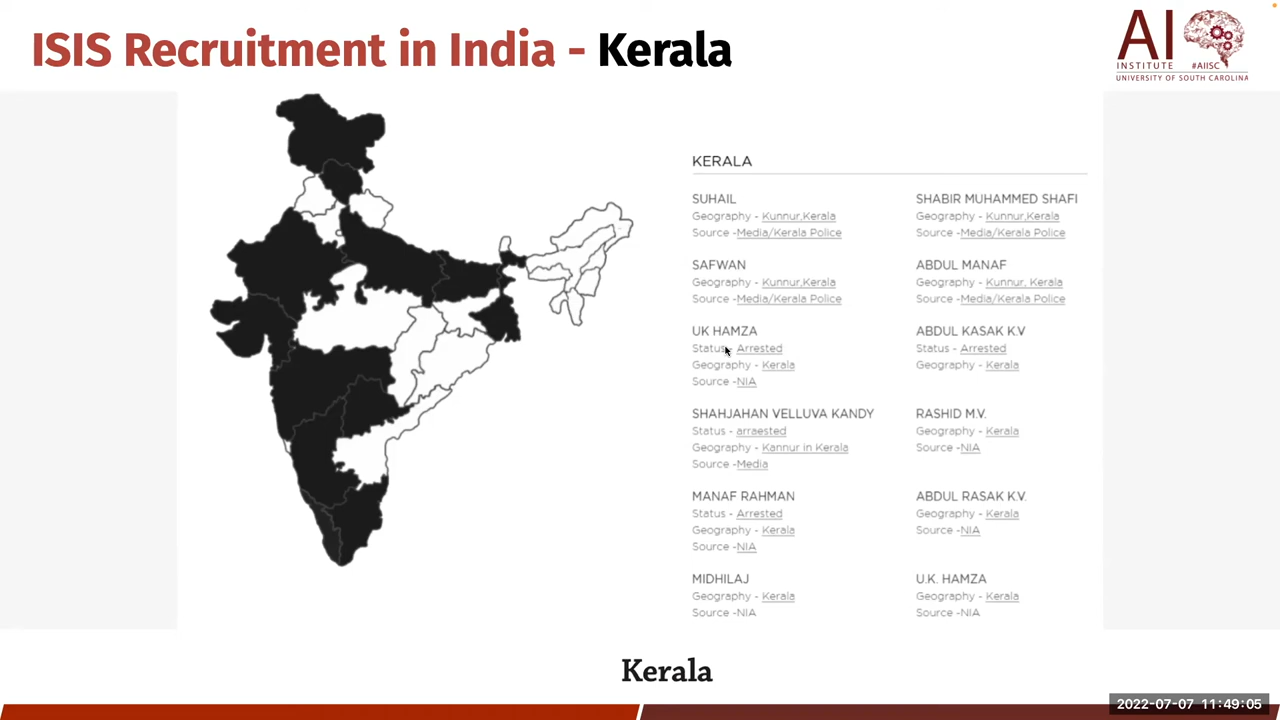 ISIS Recruitment in India - Kerala
AI
INSTITUTE #AIISC
UNIVERSITY OF SOUTH CAROLINA
KERALA
SUHAIL
Geography - Kunnur,Kerala
Source -Media/Kerala Police
SHABIR MUHAMMED SHAFI
Geography - Kunnur,Kerala
Source -Media/Kerala Police
SAFWAN
Geography - Kunnur,Kerala
Source -Media/Kerala Police
ABDUL MANAF
Geography - Kunnur, Kerala
Source -Media/Kerala Police
UK HAMZA
Status - Arrested
Geography - Kerala
Source -NIA
ABDUL KASAK K.V
Status - Arrested
Geography - Kerala
SHAHJAHAN VELLUVA KANDY
Status - arraested
Geography - Kannur in Kerala
Source -Media
RASHID M.V.
Geography - Kerala
Source -NIA
MANAF RAHMAN
Status - Arrested
Geography - Kerala
Source -NIA
ABDUL RASAK K.V.
Geography - Kerala
Source -NIA
MIDHILAJ
Geography - Kerala
Source -NIA
U.K. HAMZA
Geography - Kerala
Source -NIA
Kerala
2022-07-07 11:49:05